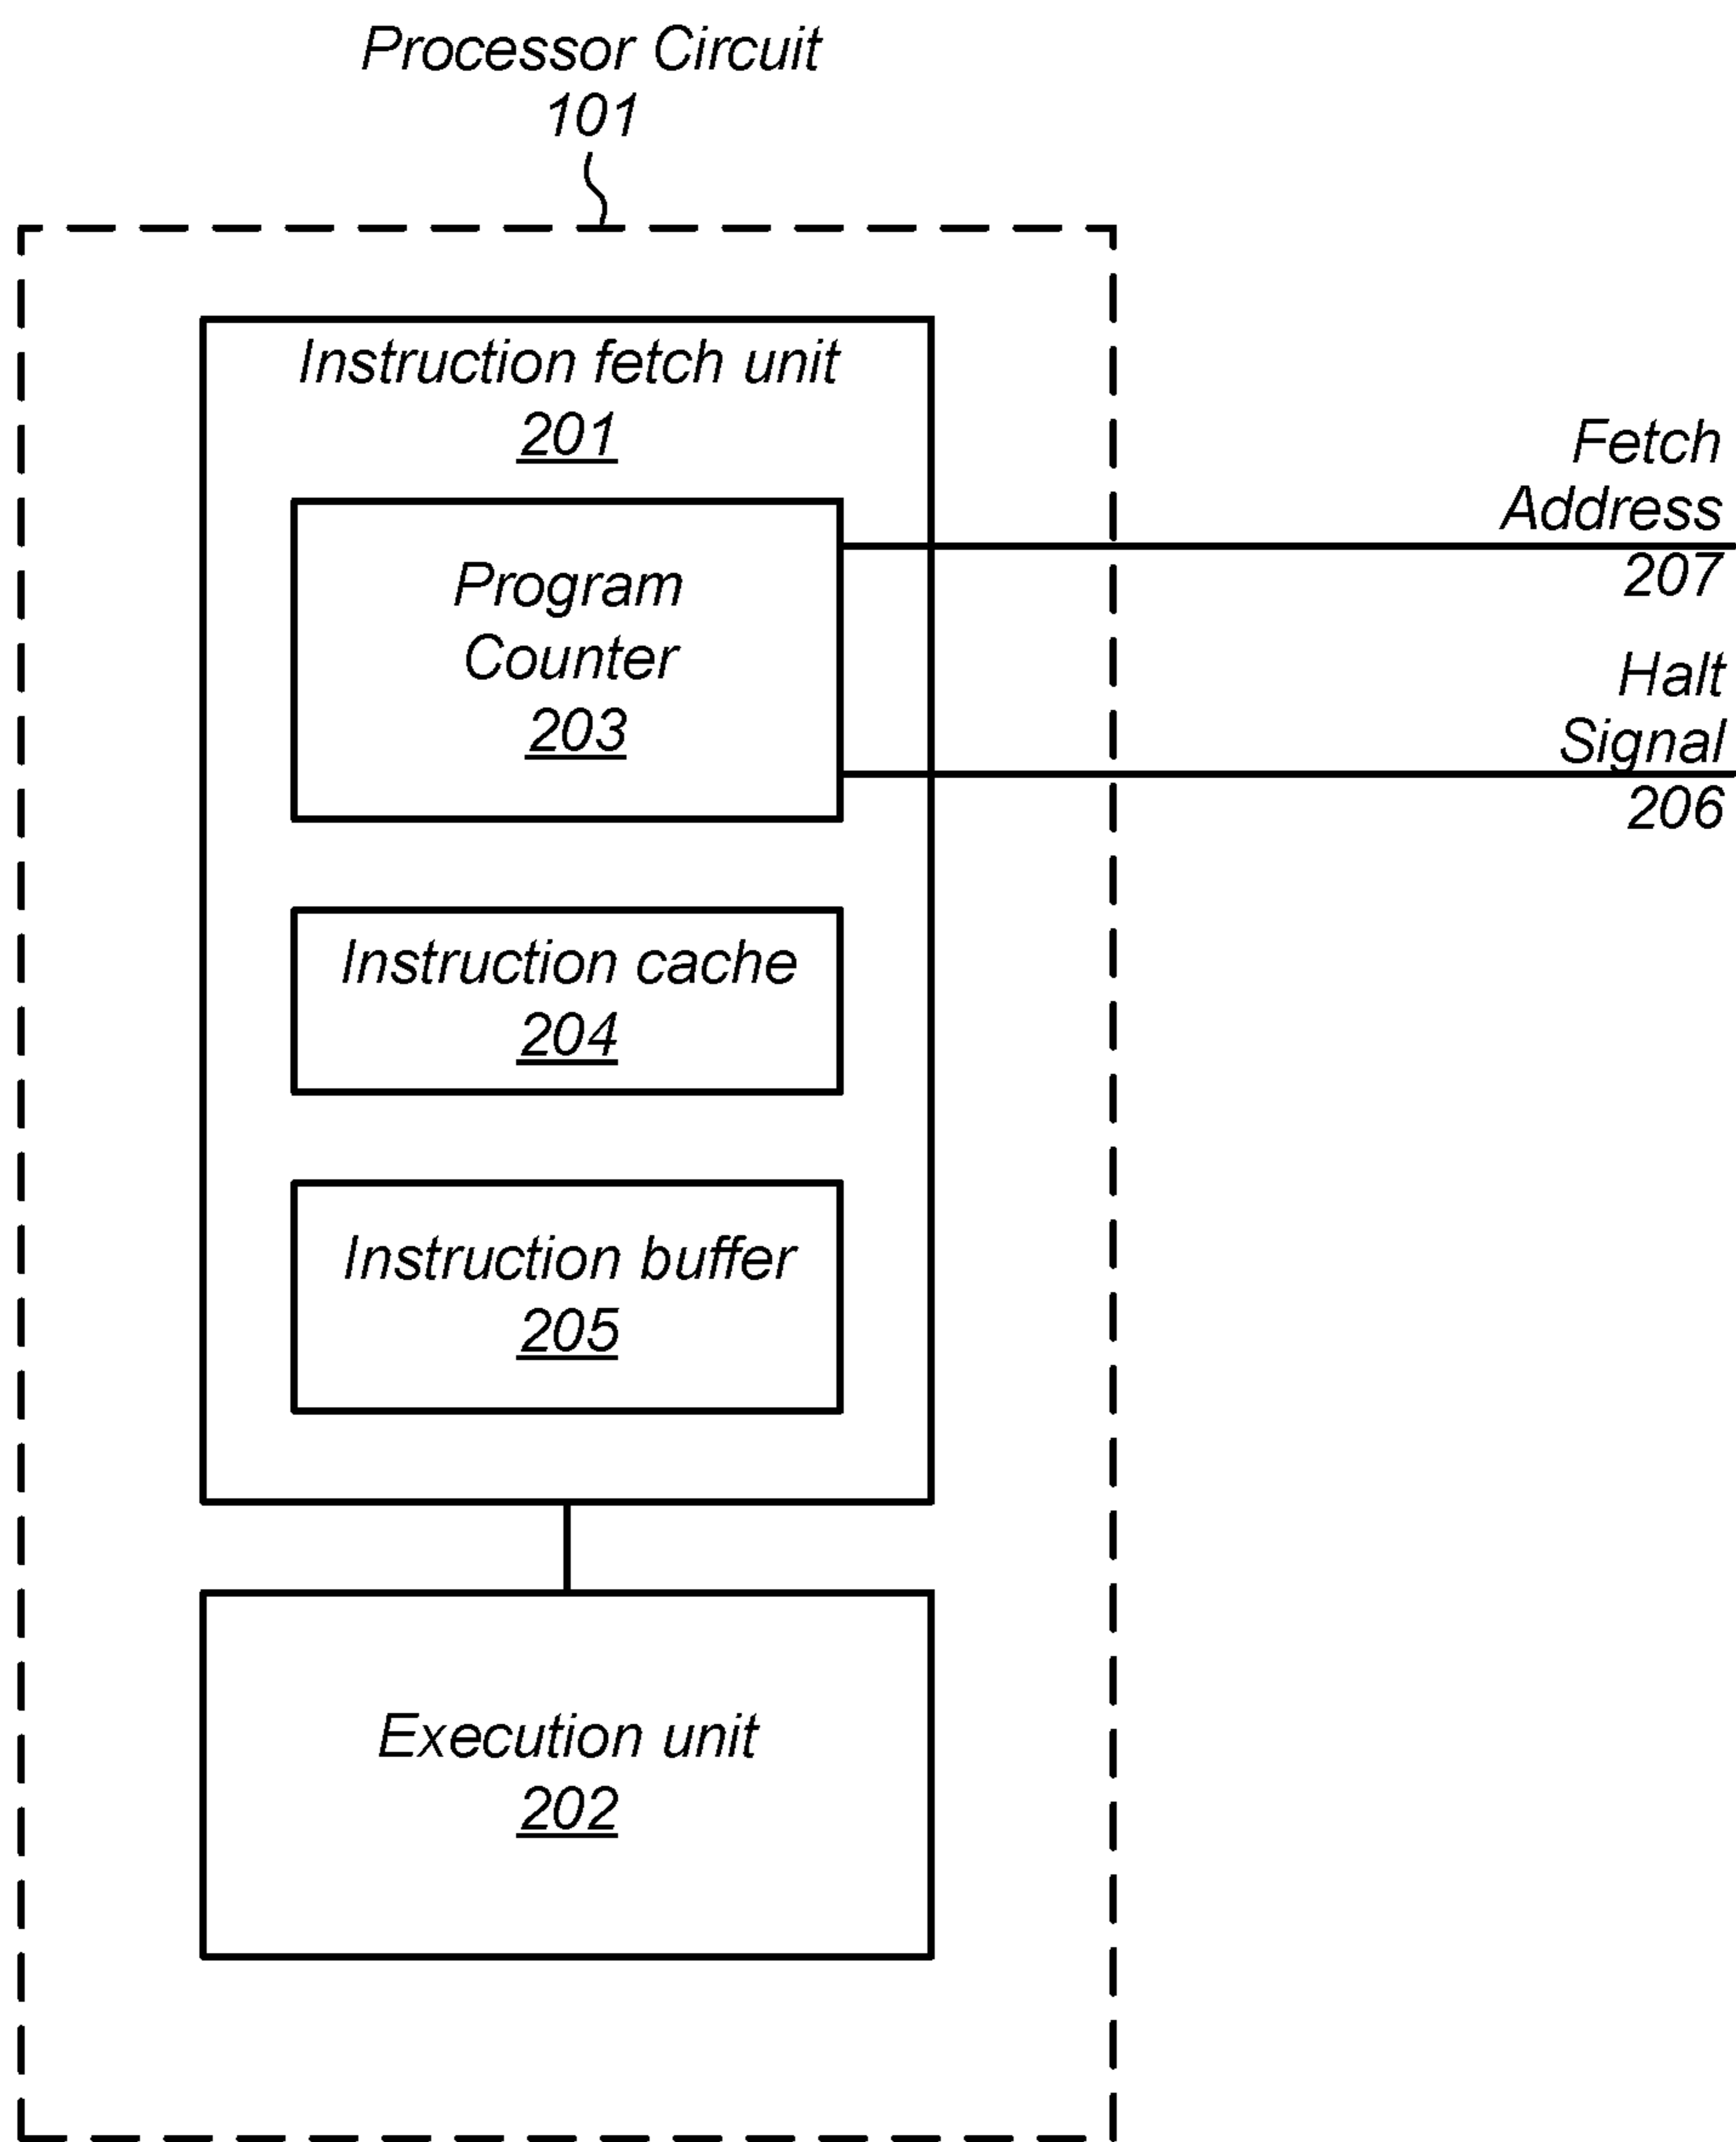 Processor Circuit
101
Instruction fetch unit
201
Fetch
Address
207
Program
Counter
203
Halt
Signal
206
Instruction cache
204
Instruction buffer
205
Execution unit
202